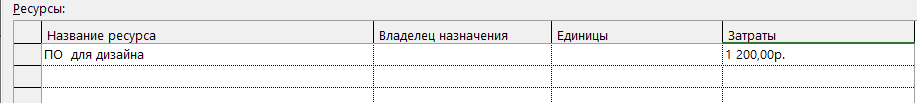 Ресурсы:
Название ресурса Владелец назначения Единицы Затраты
ПО для дизайна 1 200,00р.